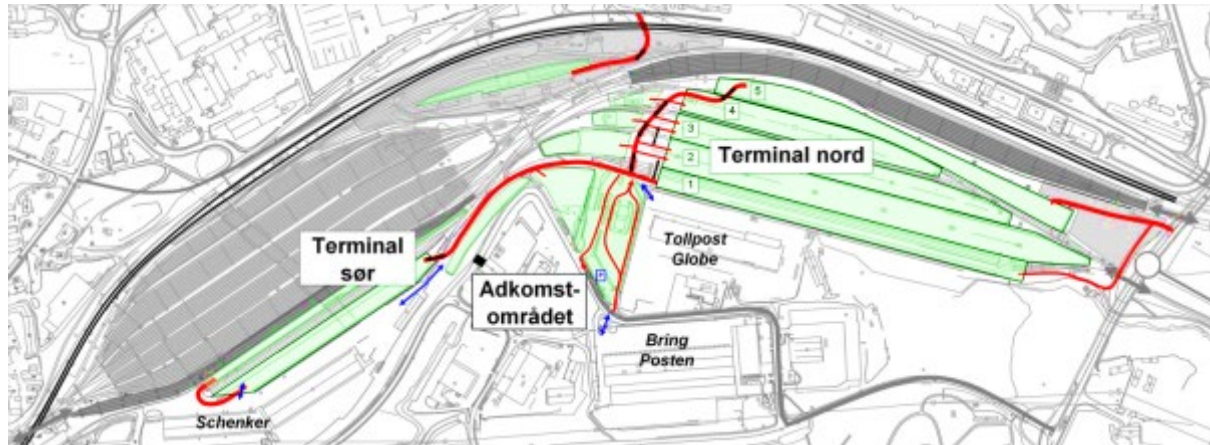 5
4
3
2
1
Terminal nord
Terminal
sør
Tollpost
Globe
Adkomst-
området
P
Bring
Posten
Schenker